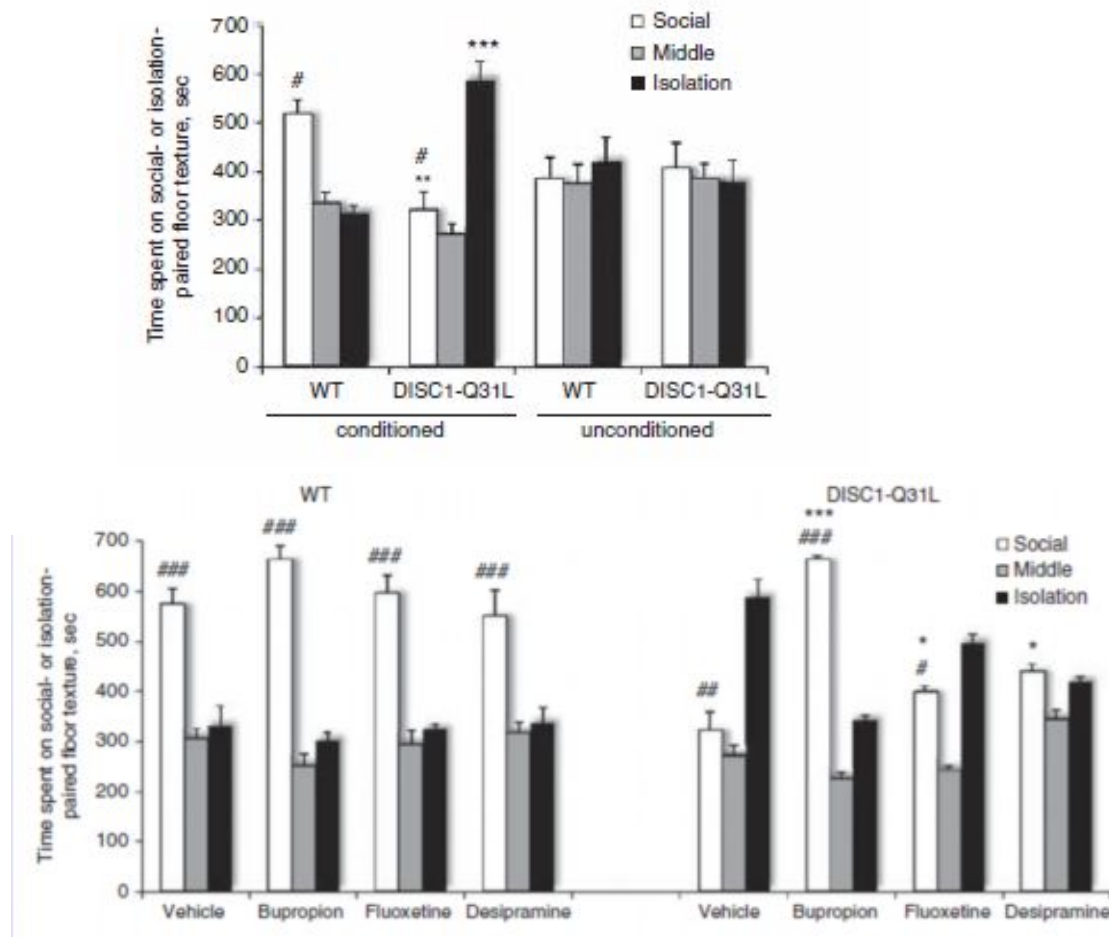 Time spent on social- or isolation-
paired floor texture, sec
700
600
500
400
300
200
100
0
Social
Middle
Isolation
#
#
**
***
WT
DISC1-Q31L
WT
DISC1-Q31L
conditioned
unconditioned
WT
DISC1-Q31L
Time spent on social- or isolation-
paired floor texture, sec
700
600
500
400
300
200
100
0
###
###
###
###
##
***
###
*
#
*
Social
Middle
Isolation
Vehicle
Bupropion
Fluoxetine
Desipramine
Vehicle
Bupropion
Fluoxetine
Desipramine